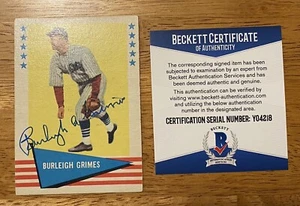 Burleigh Grimes
BURLEIGH GRIMES
BECKETT CERTIFICATE
OF AUTHENTICITY
The corresponding signed item has been
subjected to examination by an expert from
Beckett Authentication Services and has been
deemed authentic and genuine.
This authentication can be verified by visiting
www.beckett-authentication.com and
utilizing the below authentication
number in the designated area.
CERTIFICATION SERIAL NUMBER: Y04218
BECKETT
B